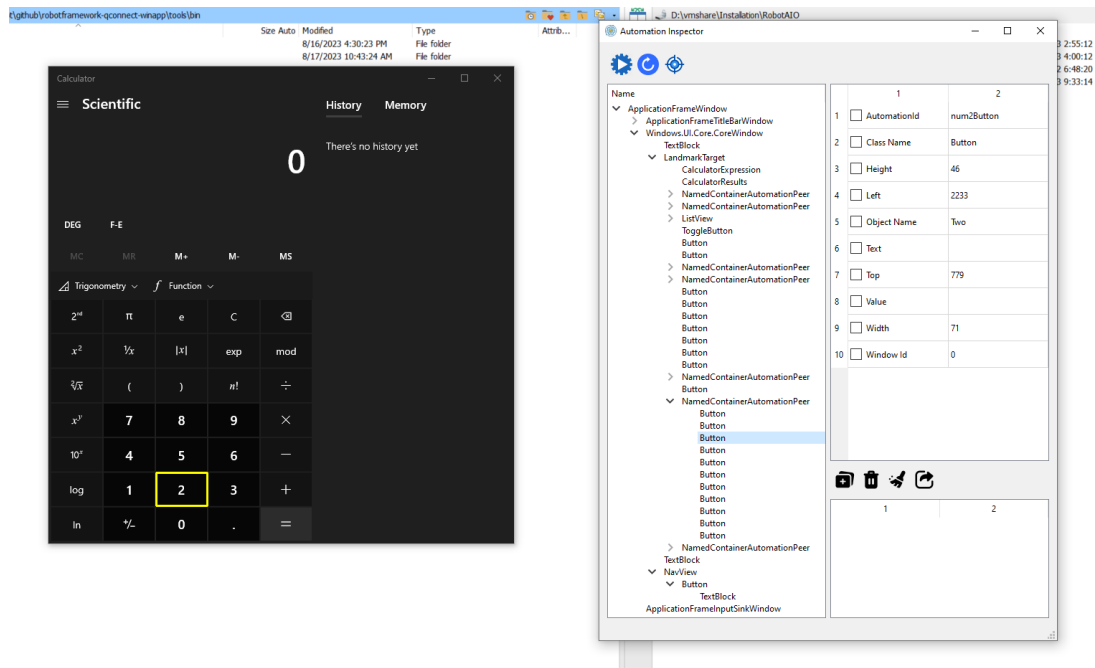 t\github\robotframework-qconnect-winapp\tools\bin
D:\vmshare\Installation\RobotAIO
Size Auto Modified Type Attrib...
8/16/2023 4:30:23 PM File folder
8/17/2023 10:43:24 AM File folder
3 2:55:12
3 4:00:12
2 6:48:20
3 9:33:14
Calculator
Scientific
History Memory
There's no history yet
0
DEG F-E
MC MR M+ M- MS
Trigonometry f Function
2nd π e C
x² ¹/x |x| exp mod
²√x ( ) n! ÷
xʸ 7 8 9 ×
10ˣ 4 5 6 −
log 1 2 3 +
ln +/− 0 . =
Automation Inspector
Name
ApplicationFrameWindow
ApplicationFrameTitleBarWindow
Windows.UI.Core.CoreWindow
TextBlock
LandmarkTarget
CalculatorExpression
CalculatorResults
NamedContainerAutomationPeer
NamedContainerAutomationPeer
ListView
ToggleButton
Button
Button
NamedContainerAutomationPeer
NamedContainerAutomationPeer
Button
Button
Button
Button
Button
Button
Button
NamedContainerAutomationPeer
Button
NamedContainerAutomationPeer
Button
Button
Button
Button
Button
Button
Button
Button
Button
Button
Button
NamedContainerAutomationPeer
TextBlock
NavView
Button
TextBlock
ApplicationFrameInputSinkWindow
1 2
1 AutomationId num2Button
2 Class Name Button
3 Height 46
4 Left 2233
5 Object Name Two
6 Text
7 Top 779
8 Value
9 Width 71
10 Window Id 0
1 2